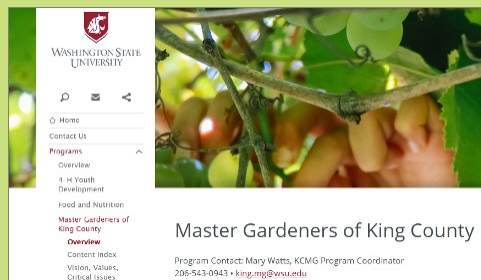 WASHINGTON STATE
UNIVERSITY
Home
Contact Us
Programs
Overview
4-H Youth
Development
Food and Nutrition
Master Gardeners of
King County
Overview
Content Index
Vision, Values,
Critical Issues
Master Gardeners of King County
Program Contact: Mary Watts, KCMG Program Coordinator
206-543-0943 • king.mg@wsu.edu